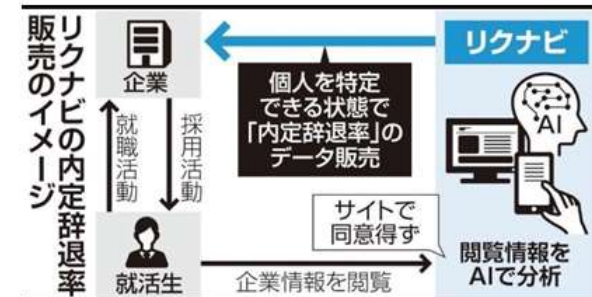 リクナビの内定辞退率
販売のイメージ
企業
リクナビ
個人を特定
できる状態で
「内定辞退率」の
データ販売
AI
就職活動
採用活動
サイトで
同意得ず
就活生
企業情報を閲覧
閲覧情報を
AIで分析